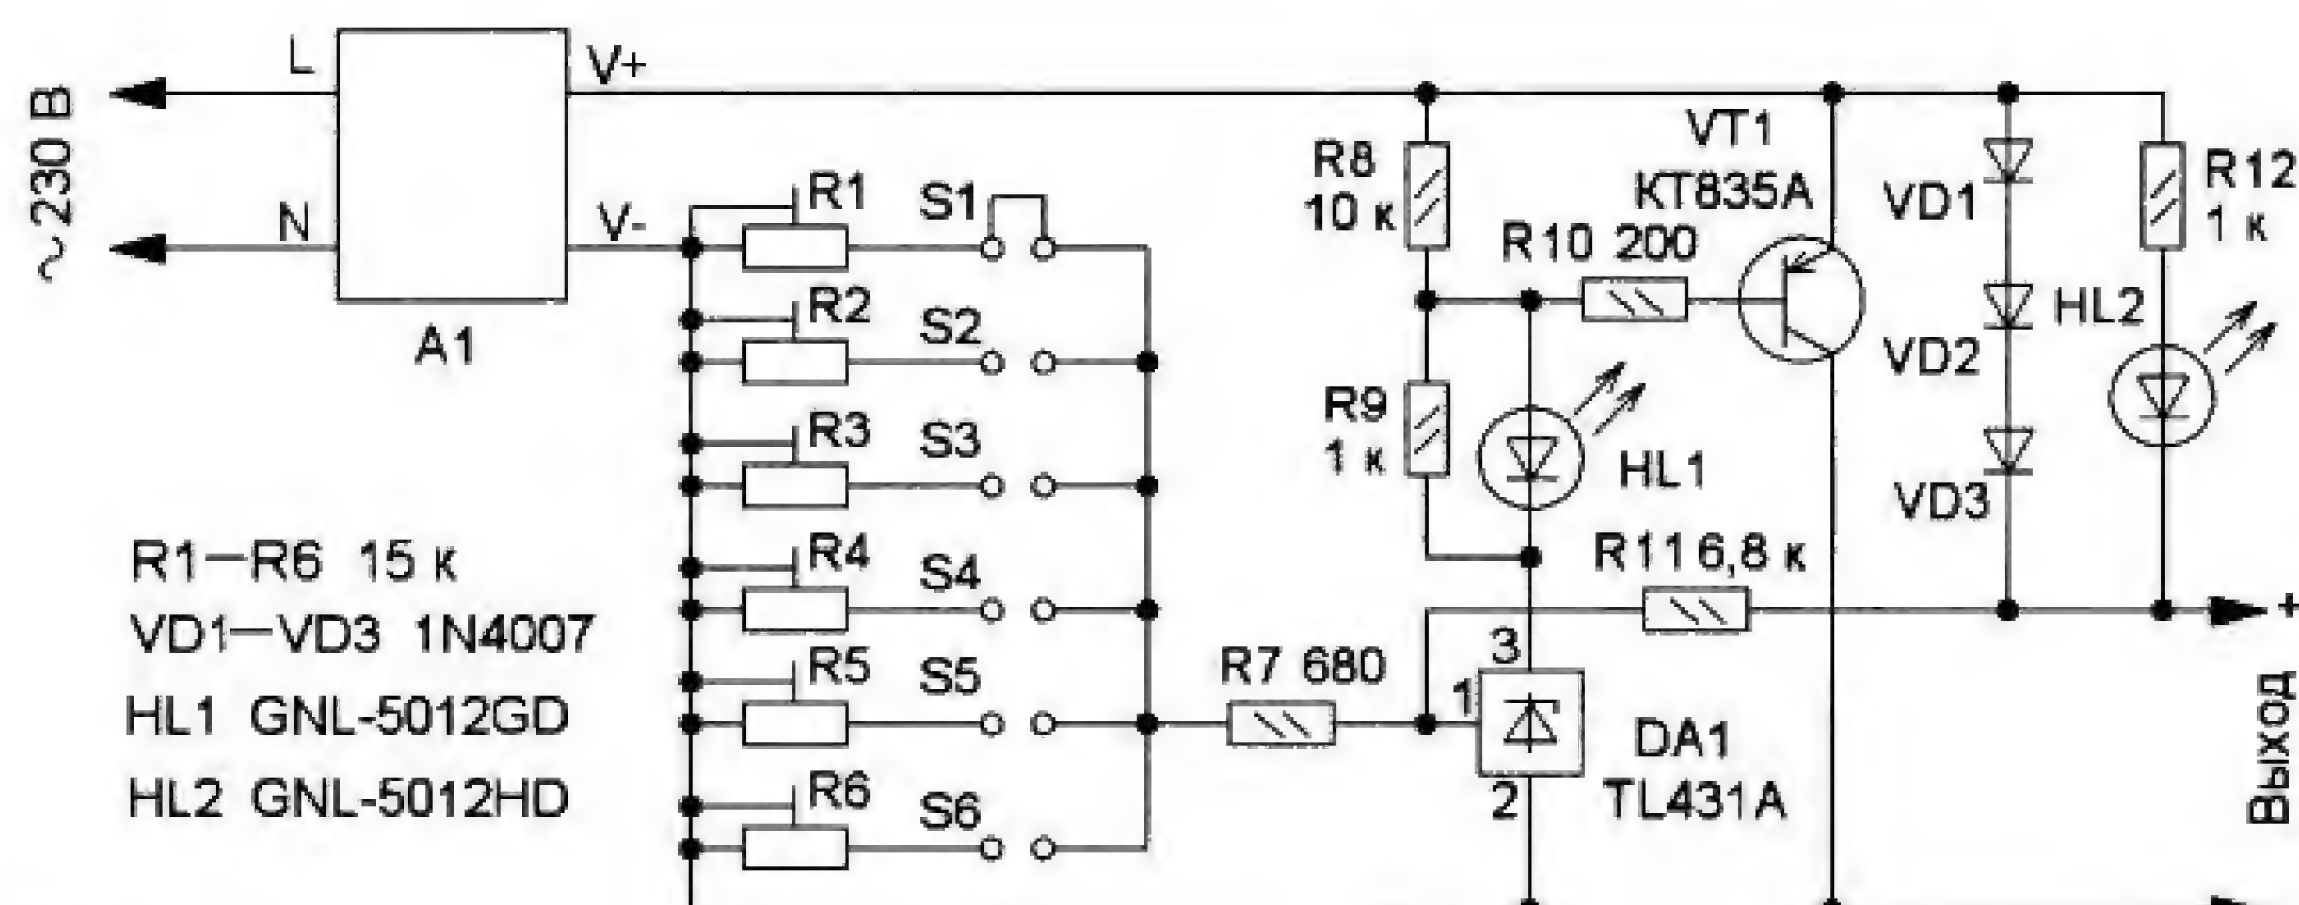 ~230 В
L
V+
N
V-
A1
R1
S1
R2
S2
R3
S3
R4
S4
R5
S5
R6
S6
R7 680
R8
10 к
R9
1 к
R10 200
VT1
КТ835А
HL1
R11 6,8 к
3
1
2
DA1
TL431A
VD1
VD2
VD3
HL2
R12
1 к
+
Выход
R1—R6 15 к
VD1—VD3 1N4007
HL1 GNL-5012GD
HL2 GNL-5012HD